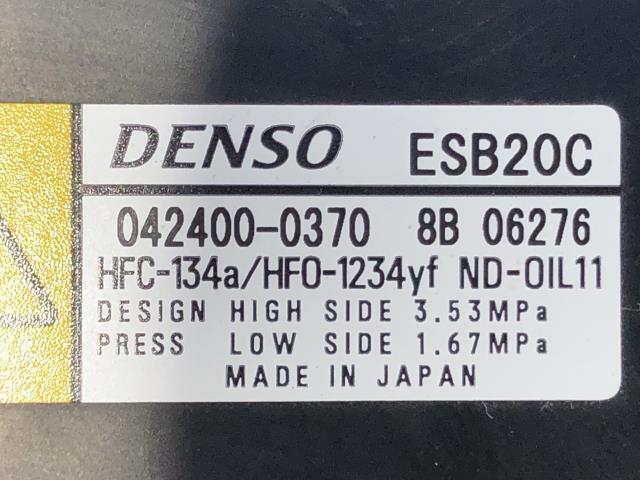 DENSO ESB20C
042400-0370 8B 06276
HFC-134a/HFO-1234yf ND-OIL11
DESIGN HIGH SIDE 3.53MPa
PRESS LOW SIDE 1.67MPa
MADE IN JAPAN